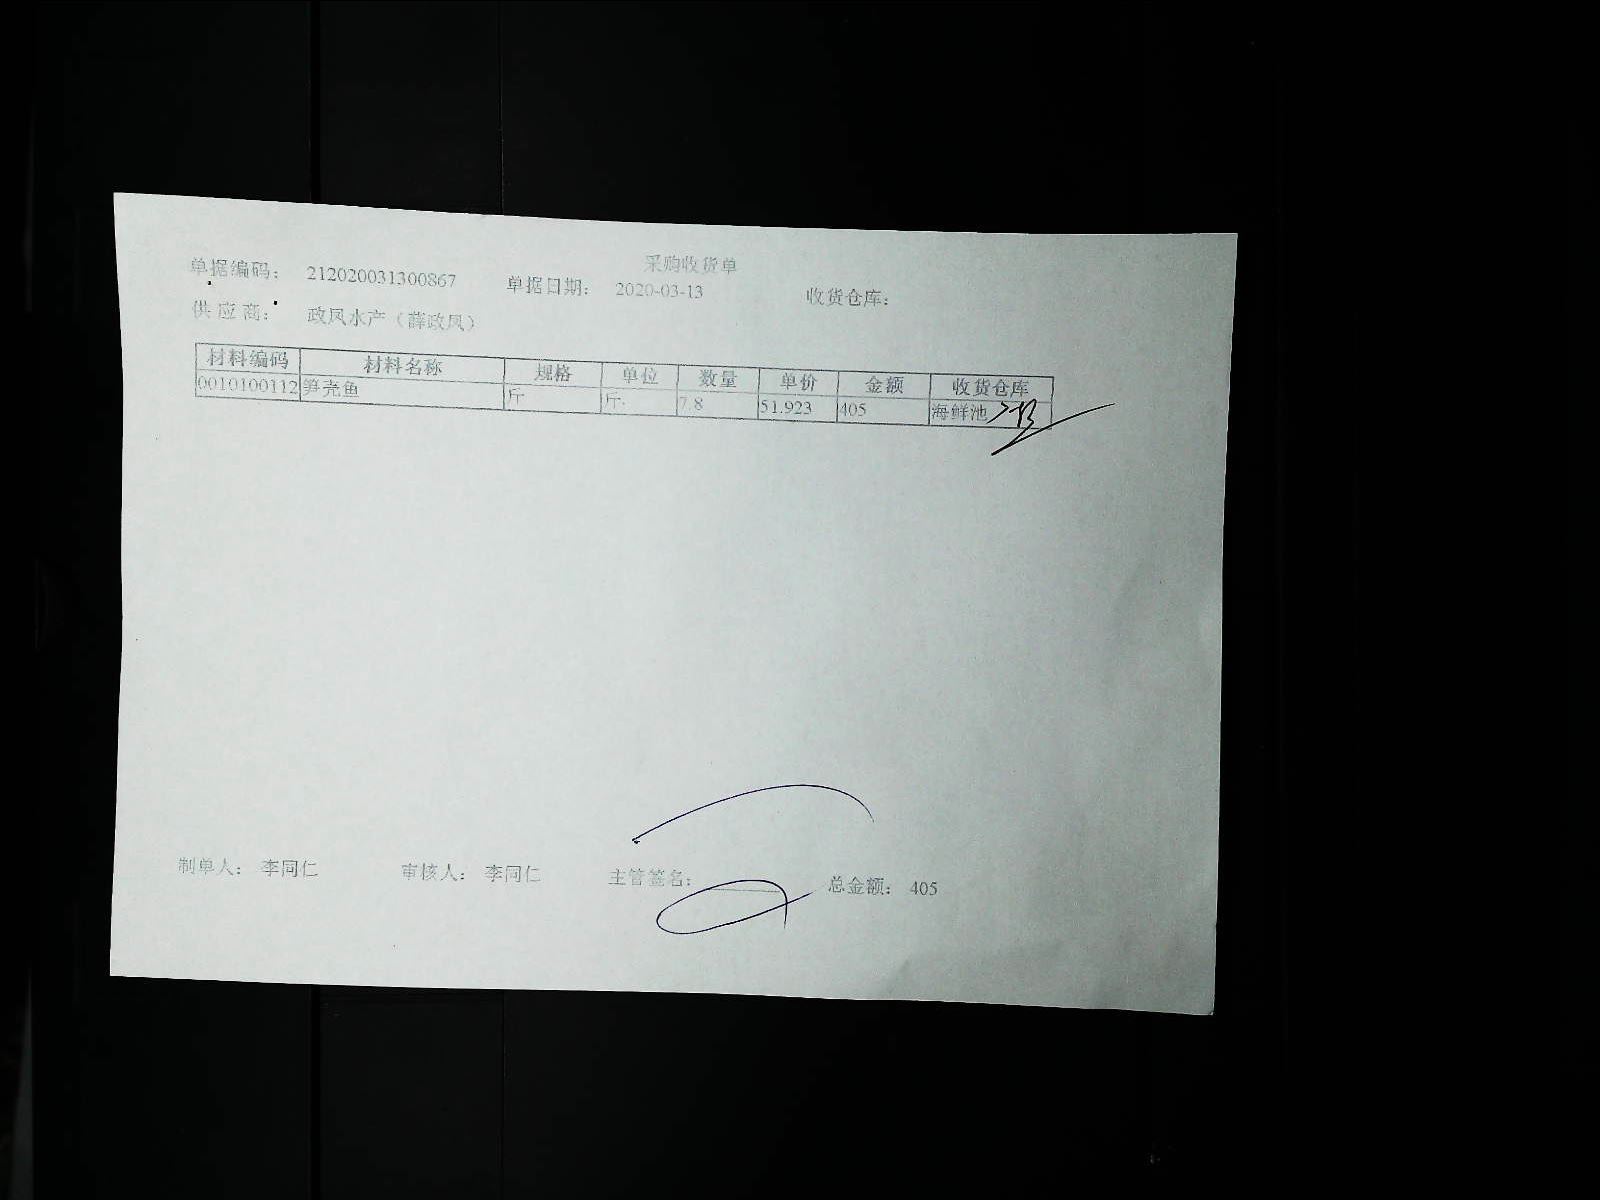 采购收货单
单据编码： 212020031300867 单据日期： 2020-03-13 收货仓库：
供应商： 政凤水产（薛政凤）
材料编码 材料名称 规格 单位 数量 单价 金额 收货仓库
0010100112 笋壳鱼 斤 斤 7.8 51.923 405 海鲜池
制单人： 李同仁 审核人： 李同仁 主管签名： 总金额： 405